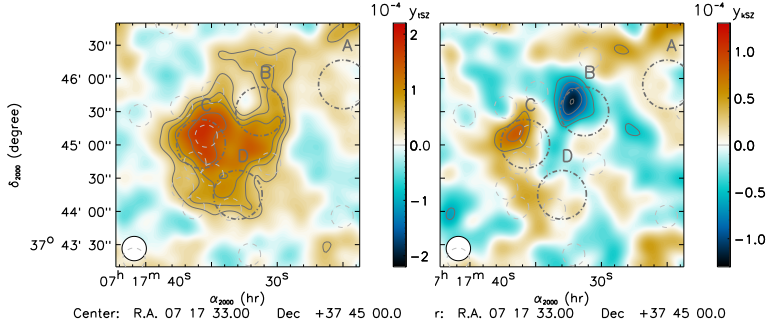 10⁻⁴ y_tSZ
10⁻⁴ y_kSZ
30'' A
46' 00'' B
30'' C
45' 00''
30'' D
44' 00''
37° 43' 30''
δ₂₀₀₀ (degree)
2
1
0.0
−1
−2
A
B
C
D
1.0
0.5
0.0
−0.5
−1.0
07ʰ 17ᵐ 40ˢ 30ˢ
7ʰ 17ᵐ 40ˢ 30ˢ
α₂₀₀₀ (hr)
α₂₀₀₀ (hr)
Center: R.A. 07 17 33.00 Dec +37 45 00.0
r: R.A. 07 17 33.00 Dec +37 45 00.0